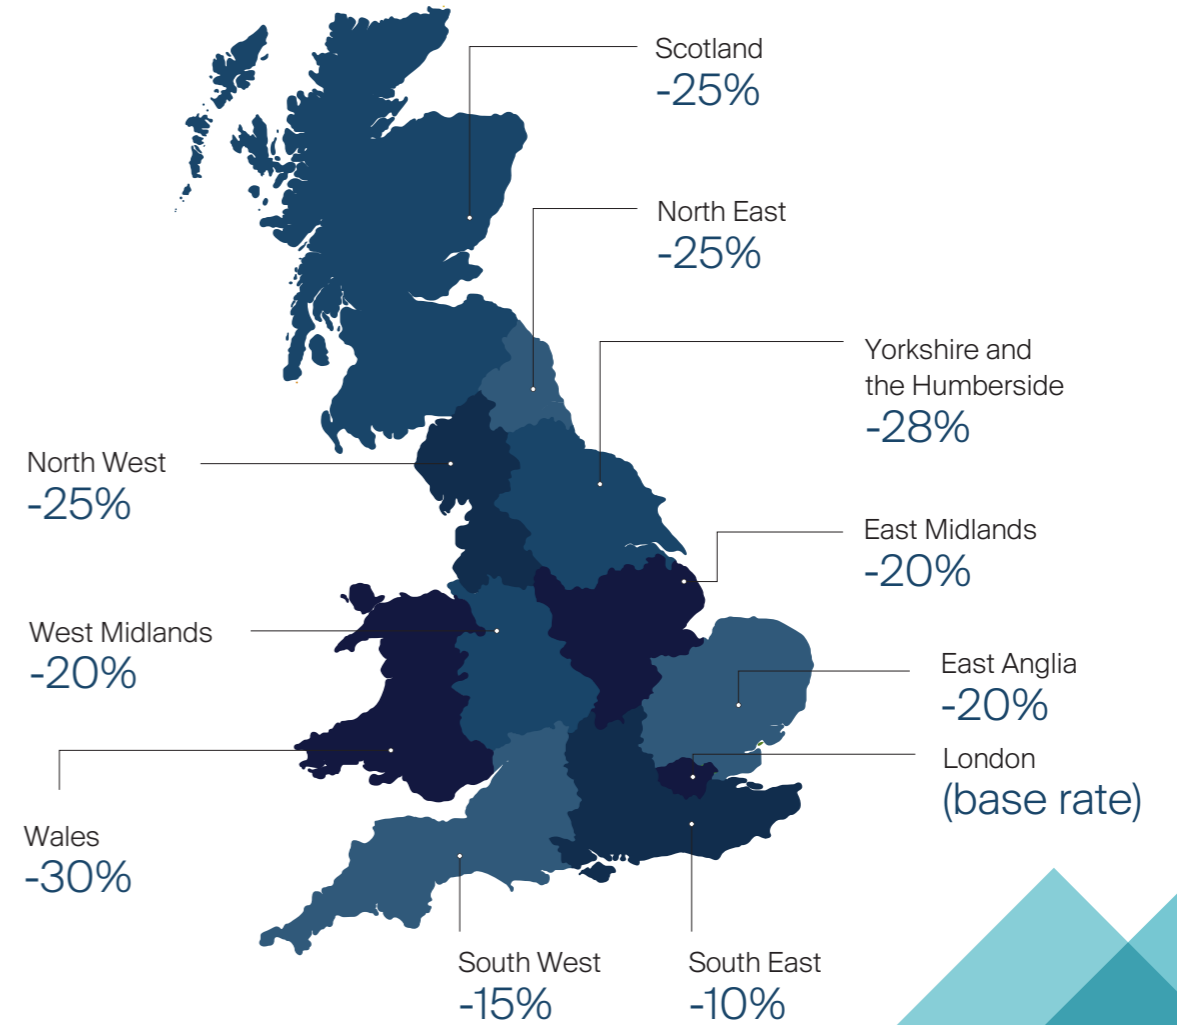 Scotland
-25%
North East
-25%
Yorkshire and
the Humberside
-28%
North West
-25%
East Midlands
-20%
West Midlands
-20%
East Anglia
-20%
London
(base rate)
Wales
-30%
South West
-15%
South East
-10%